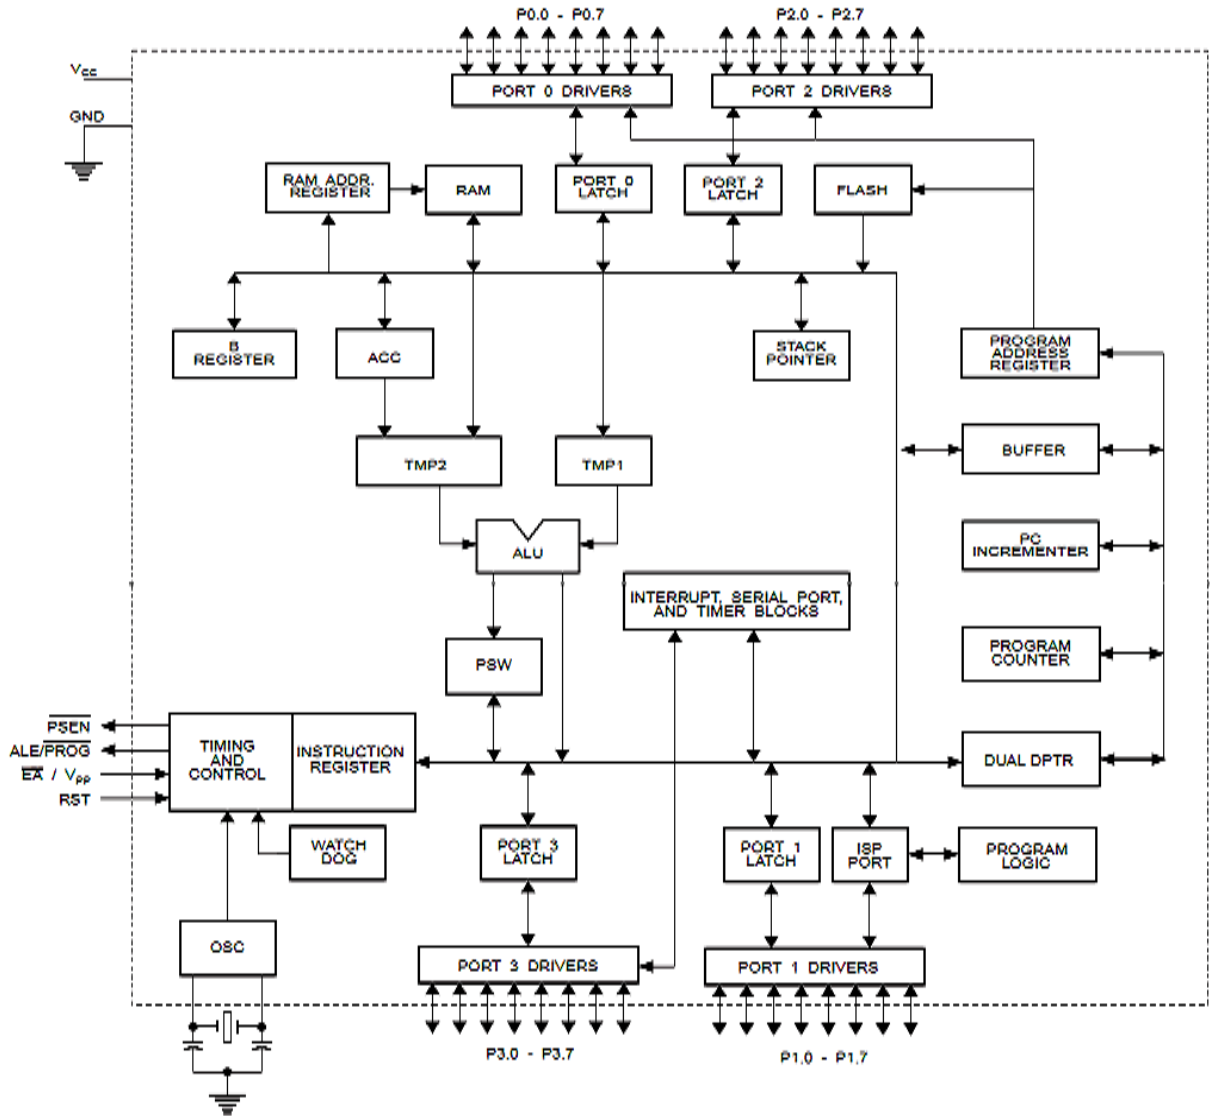 P0.0 - P0.7
P2.0 - P2.7
VCC
PORT 0 DRIVERS
PORT 2 DRIVERS
GND
RAM ADDR.
REGISTER
RAM
PORT 0
LATCH
PORT 2
LATCH
FLASH
B
REGISTER
ACC
STACK
POINTER
PROGRAM
ADDRESS
REGISTER
BUFFER
TMP2
TMP1
PC
INCREMENTER
ALU
INTERRUPT, SERIAL PORT,
AND TIMER BLOCKS
PROGRAM
COUNTER
PSW
PSEN
ALE/PROG
EA / VPP
RST
TIMING
AND
CONTROL
INSTRUCTION
REGISTER
DUAL DPTR
WATCH
DOG
PORT 3
LATCH
PORT 1
LATCH
ISP
PORT
PROGRAM
LOGIC
OSC
PORT 3 DRIVERS
PORT 1 DRIVERS
P3.0 - P3.7
P1.0 - P1.7